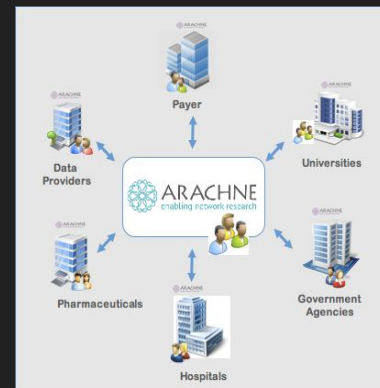 ARACHNE
Payer
ARACHNE
Data
Providers
ARACHNE
Universities
ARACHNE
enabling network research
ARACHNE
Pharmaceuticals
ARACHNE
Government
Agencies
ARACHNE
Hospitals